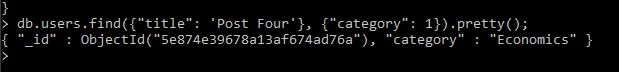 }
> db.users.find({"title": 'Post Four'}, {"category": 1}).pretty();
{ "_id" : ObjectId("5e874e39678a13af674ad76a"), "category" : "Economics" }
>